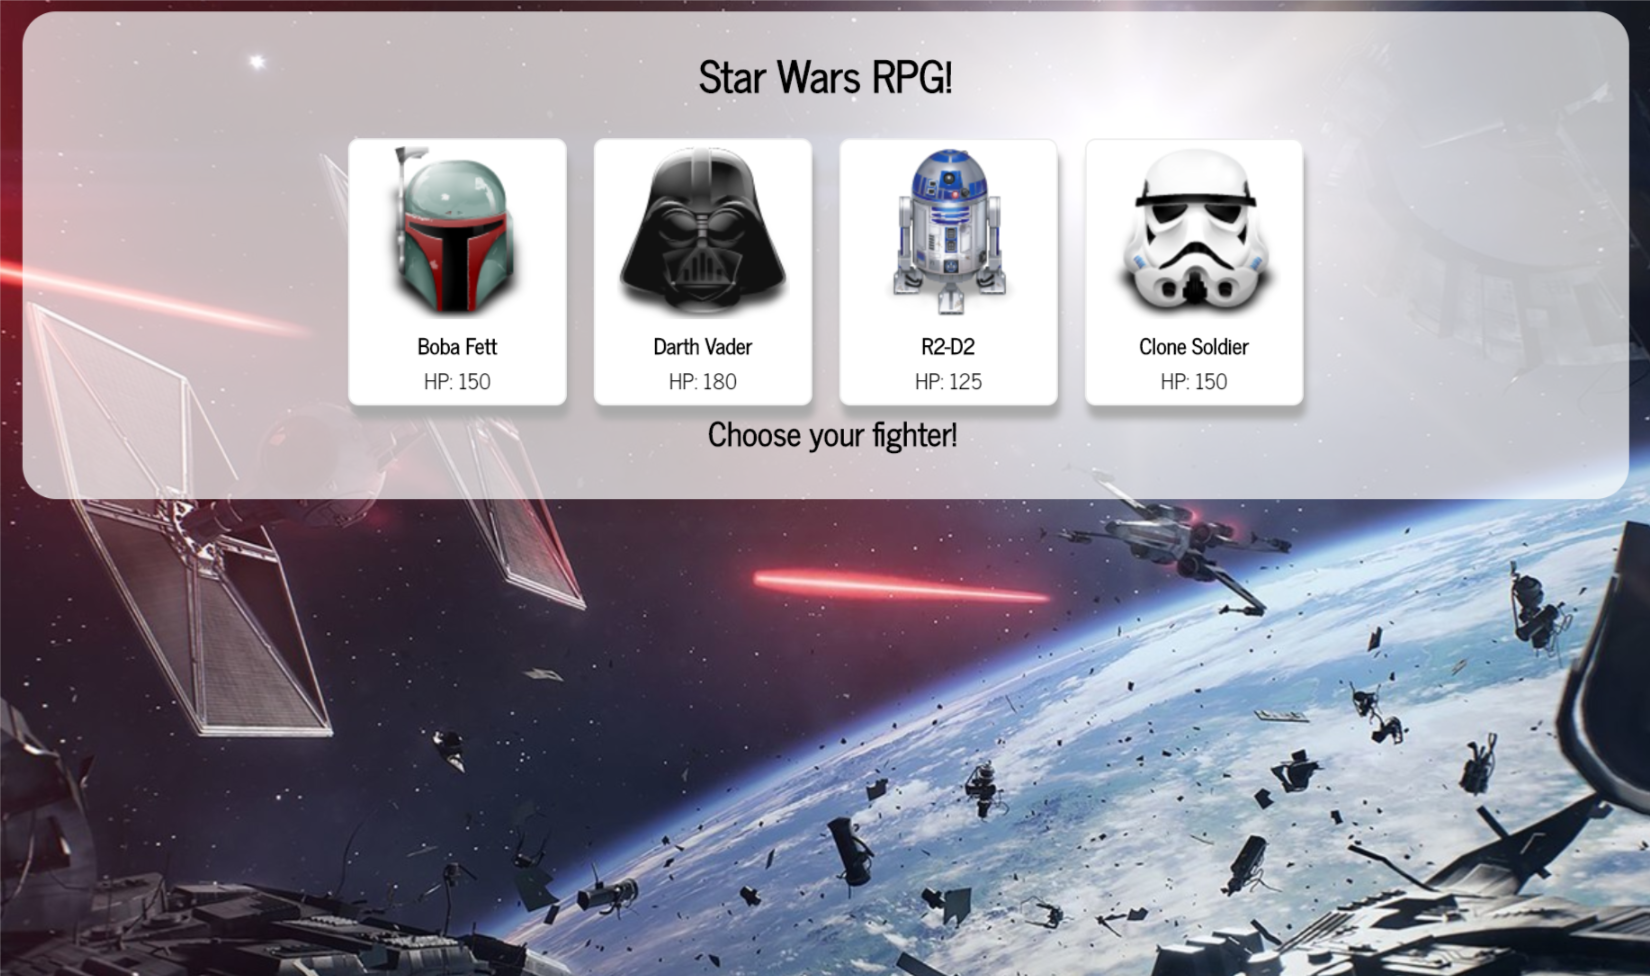 Star Wars RPG!
Boba Fett
HP: 150
Darth Vader
HP: 180
R2-D2
HP: 125
Clone Soldier
HP: 150
Choose your fighter!